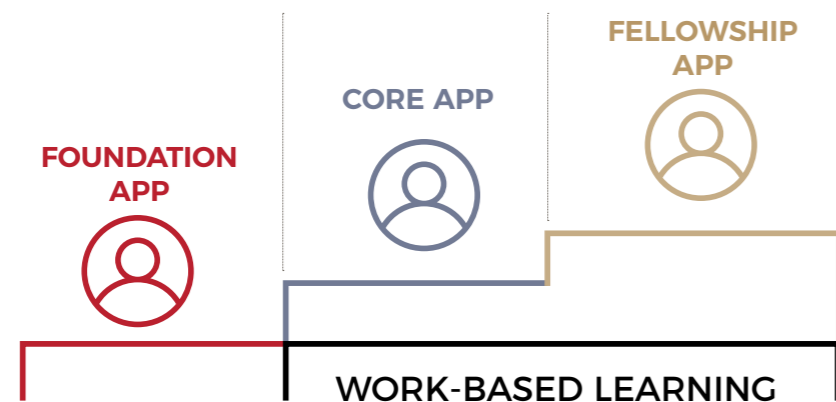 FOUNDATION
APP
CORE APP
FELLOWSHIP
APP
WORK-BASED LEARNING